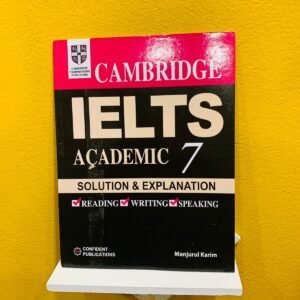 CAMBRIDGE
IELTS
ACADEMIC 7
SOLUTION & EXPLANATION
READING WRITING SPEAKING
CONFIDENT
PUBLICATIONS
Manjurul Karim